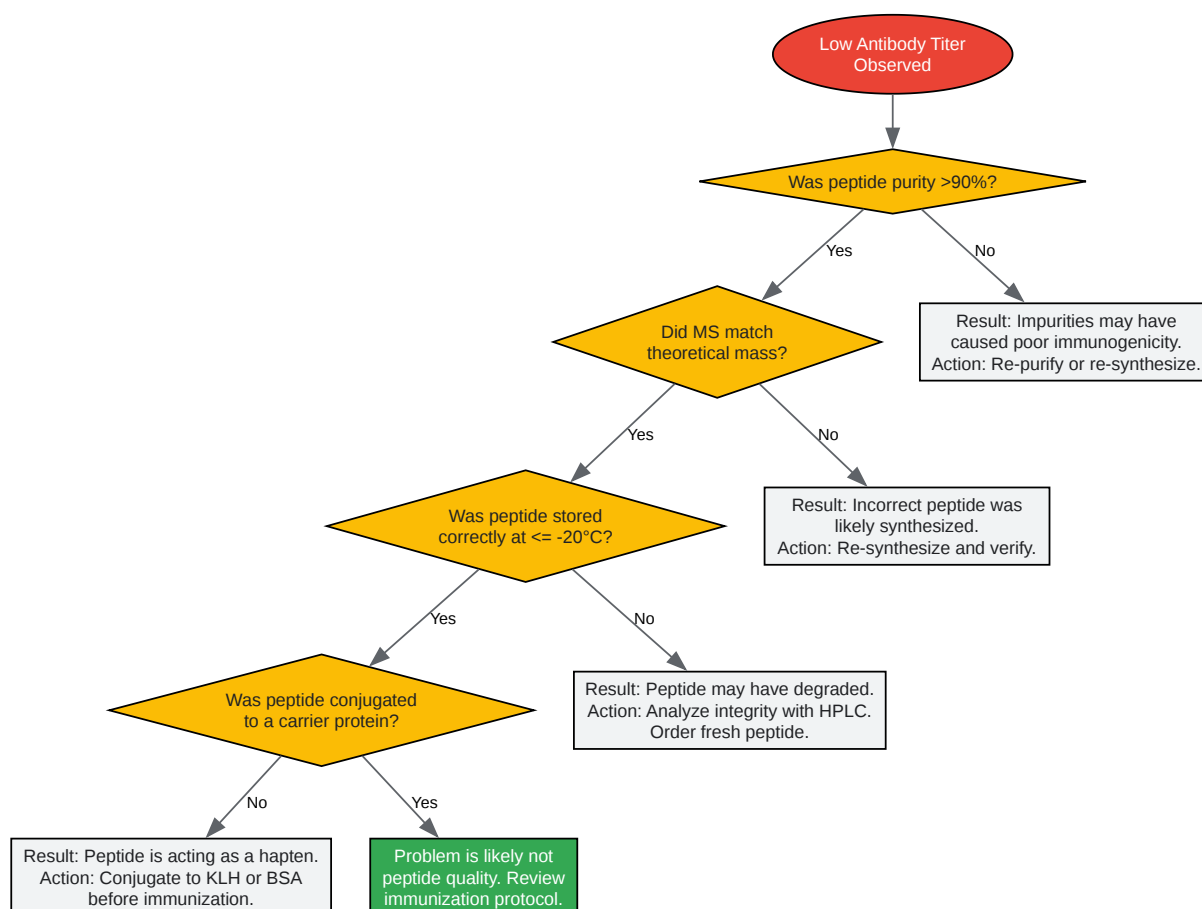 Low Antibody Titer
Observed
Was peptide purity >90%?
Yes
No
Did MS match
theoretical mass?
Result: Impurities may have
caused poor immunogenicity.
Action: Re-purify or re-synthesize.
Yes
No
Was peptide stored
correctly at <= -20°C?
Result: Incorrect peptide was
likely synthesized.
Action: Re-synthesize and verify.
Yes
No
Was peptide conjugated
to a carrier protein?
Result: Peptide may have degraded.
Action: Analyze integrity with HPLC.
Order fresh peptide.
No
Yes
Result: Peptide is acting as a hapten.
Action: Conjugate to KLH or BSA
before immunization.
Problem is likely not
peptide quality. Review
immunization protocol.